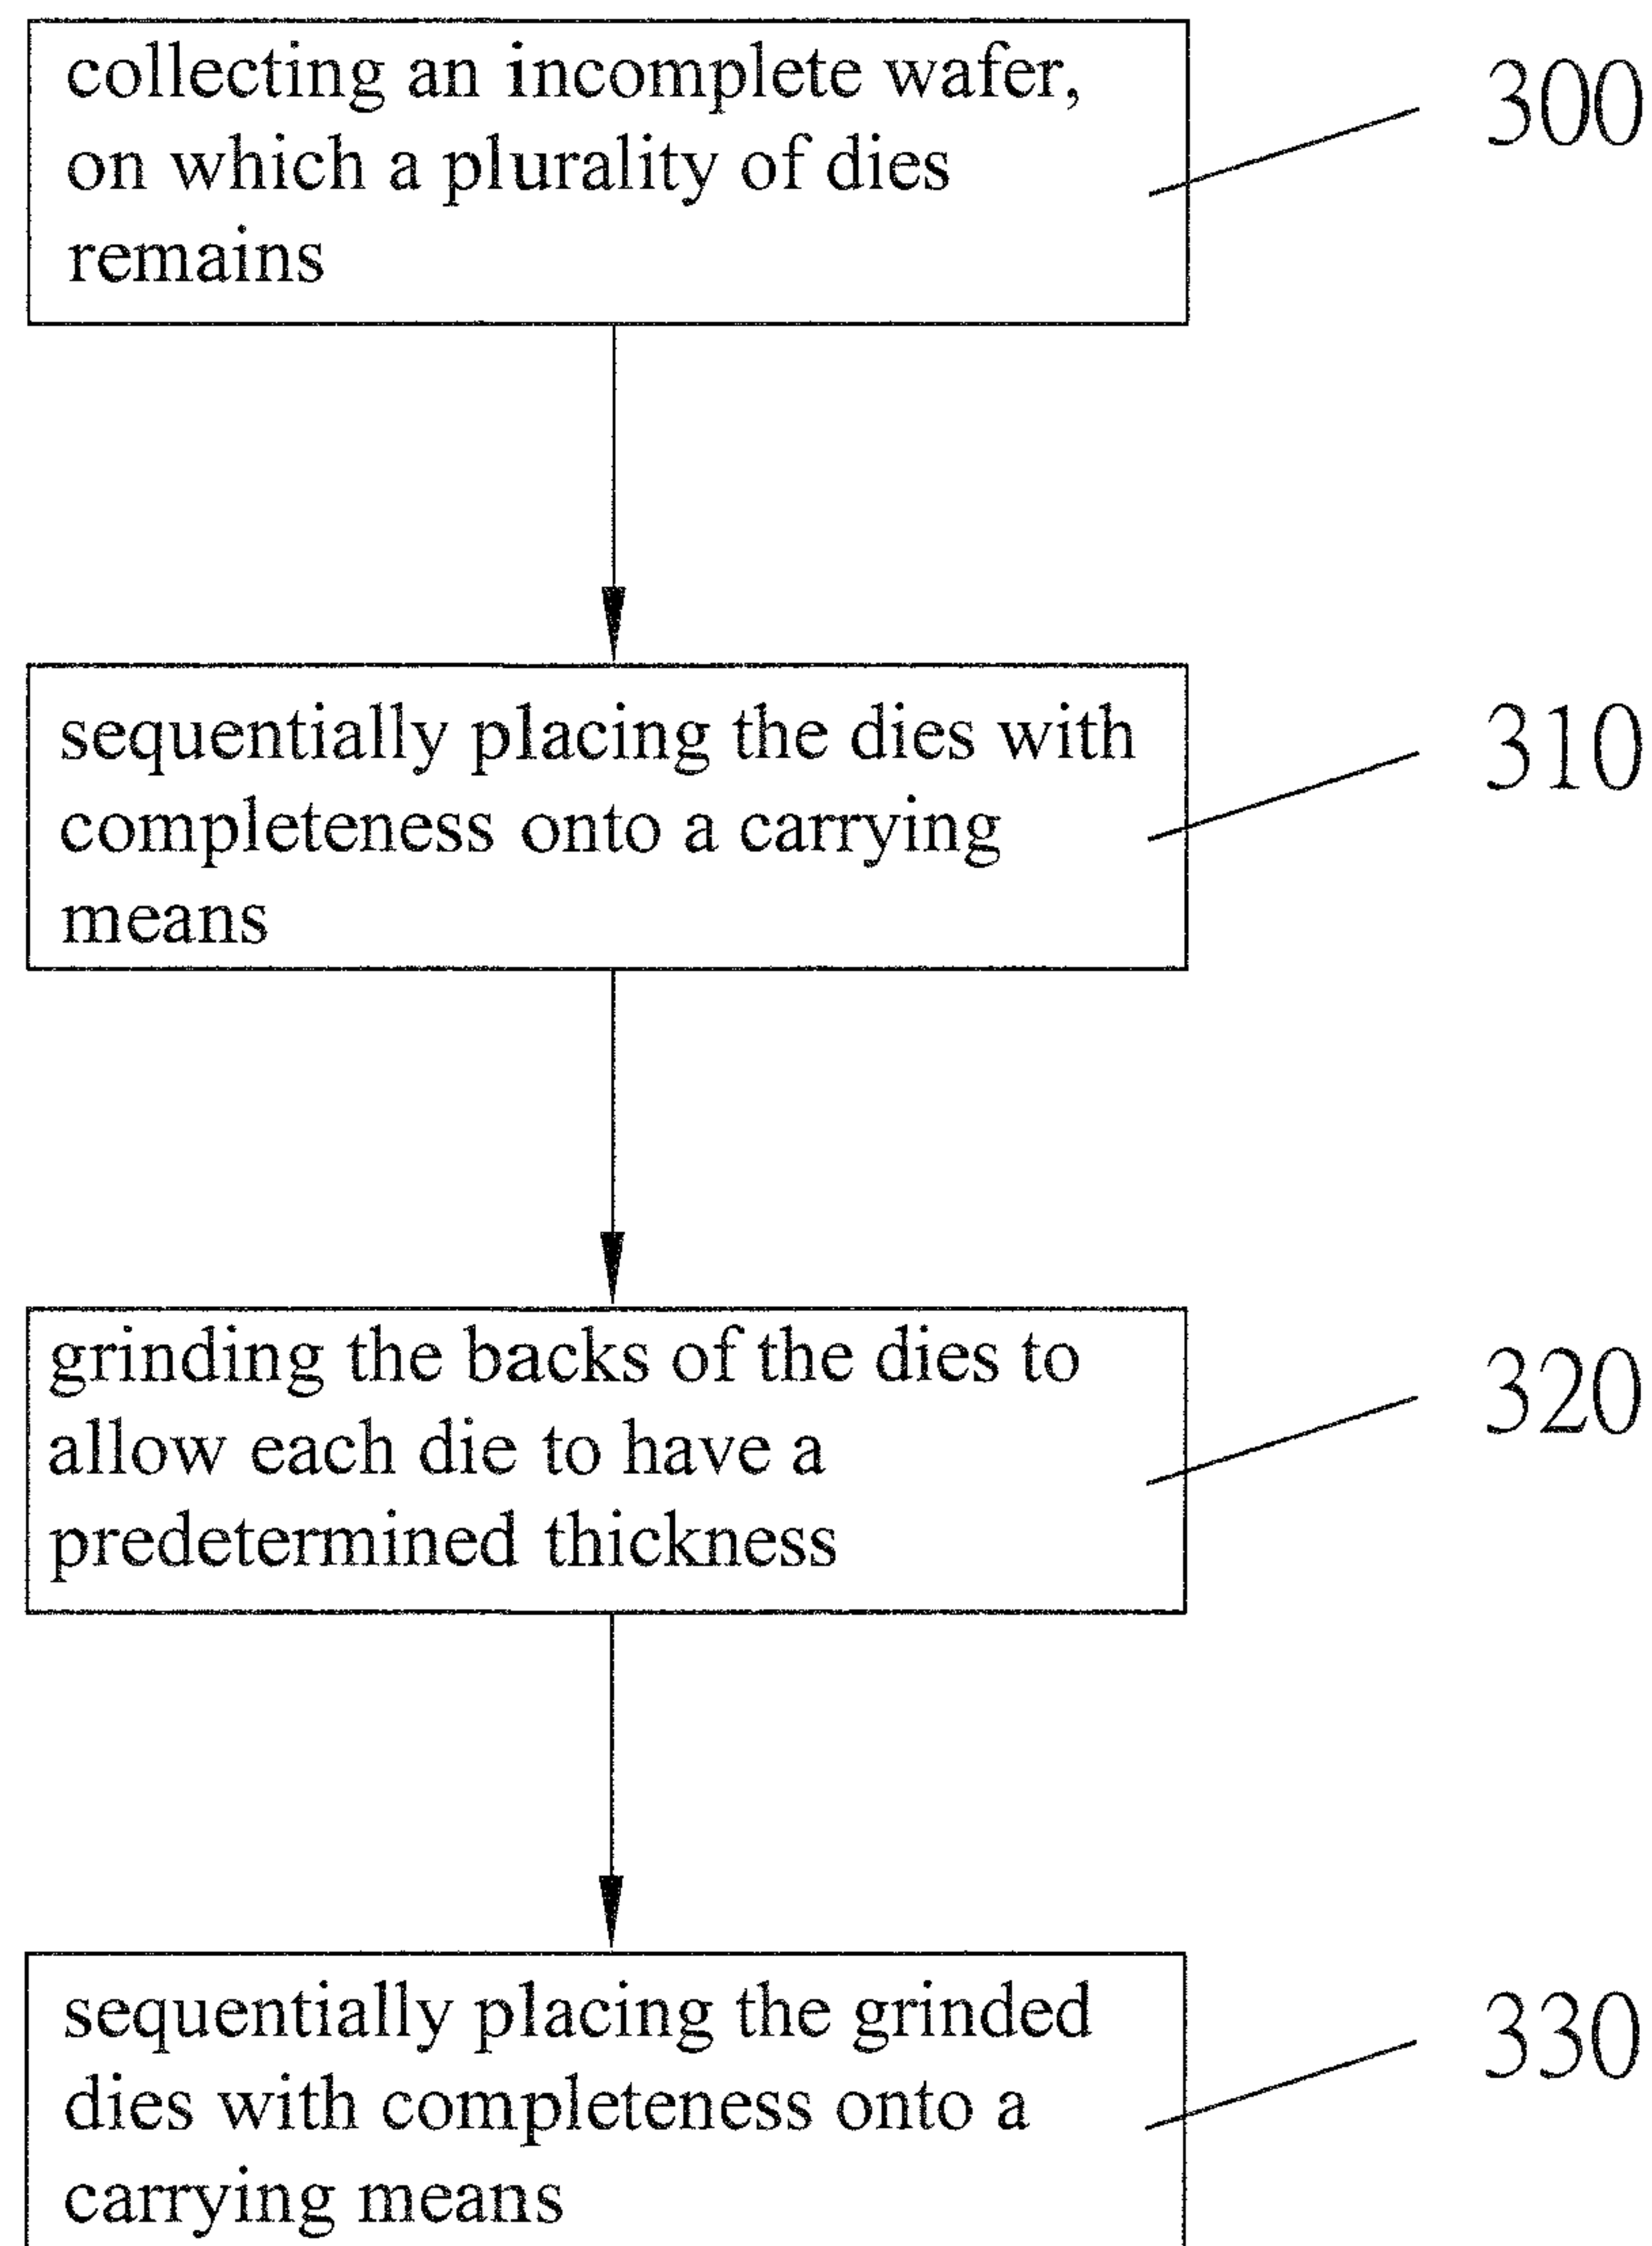 collecting an incomplete wafer,
on which a plurality of dies
remains
300
sequentially placing the dies with
completeness onto a carrying
means
310
grinding the backs of the dies to
allow each die to have a
predetermined thickness
320
sequentially placing the grinded
dies with completeness onto a
carrying means
330